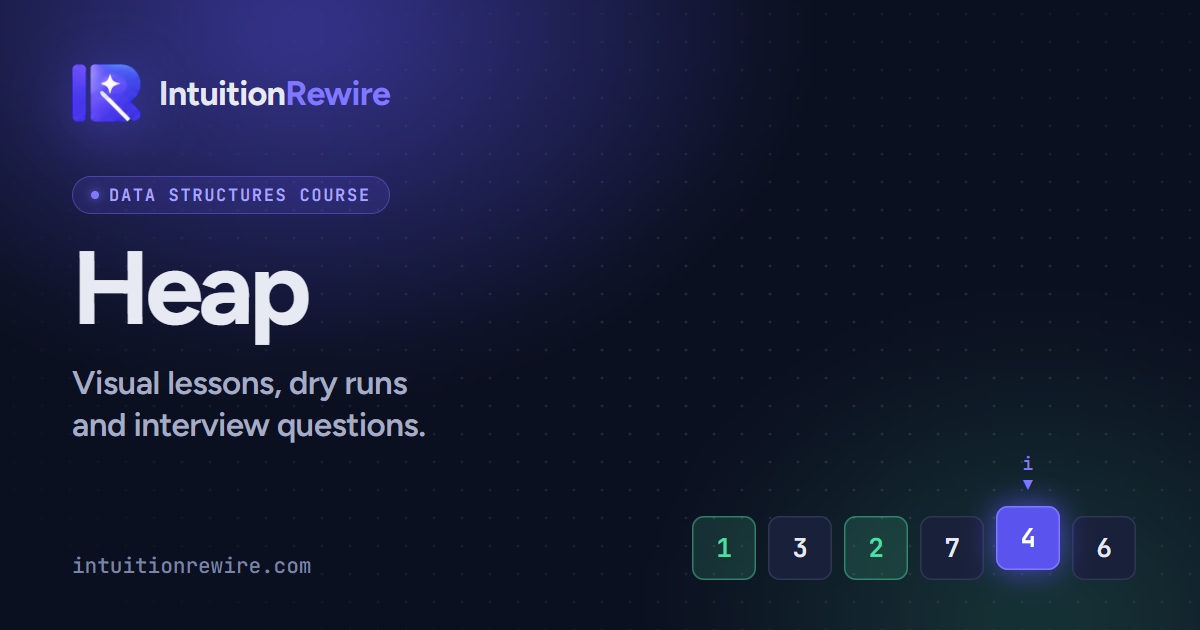 IntuitionRewire
DATA STRUCTURES COURSE
Heap
Visual lessons, dry runs
and interview questions.
i
1 3 2 7 4 6
intuitionrewire.com